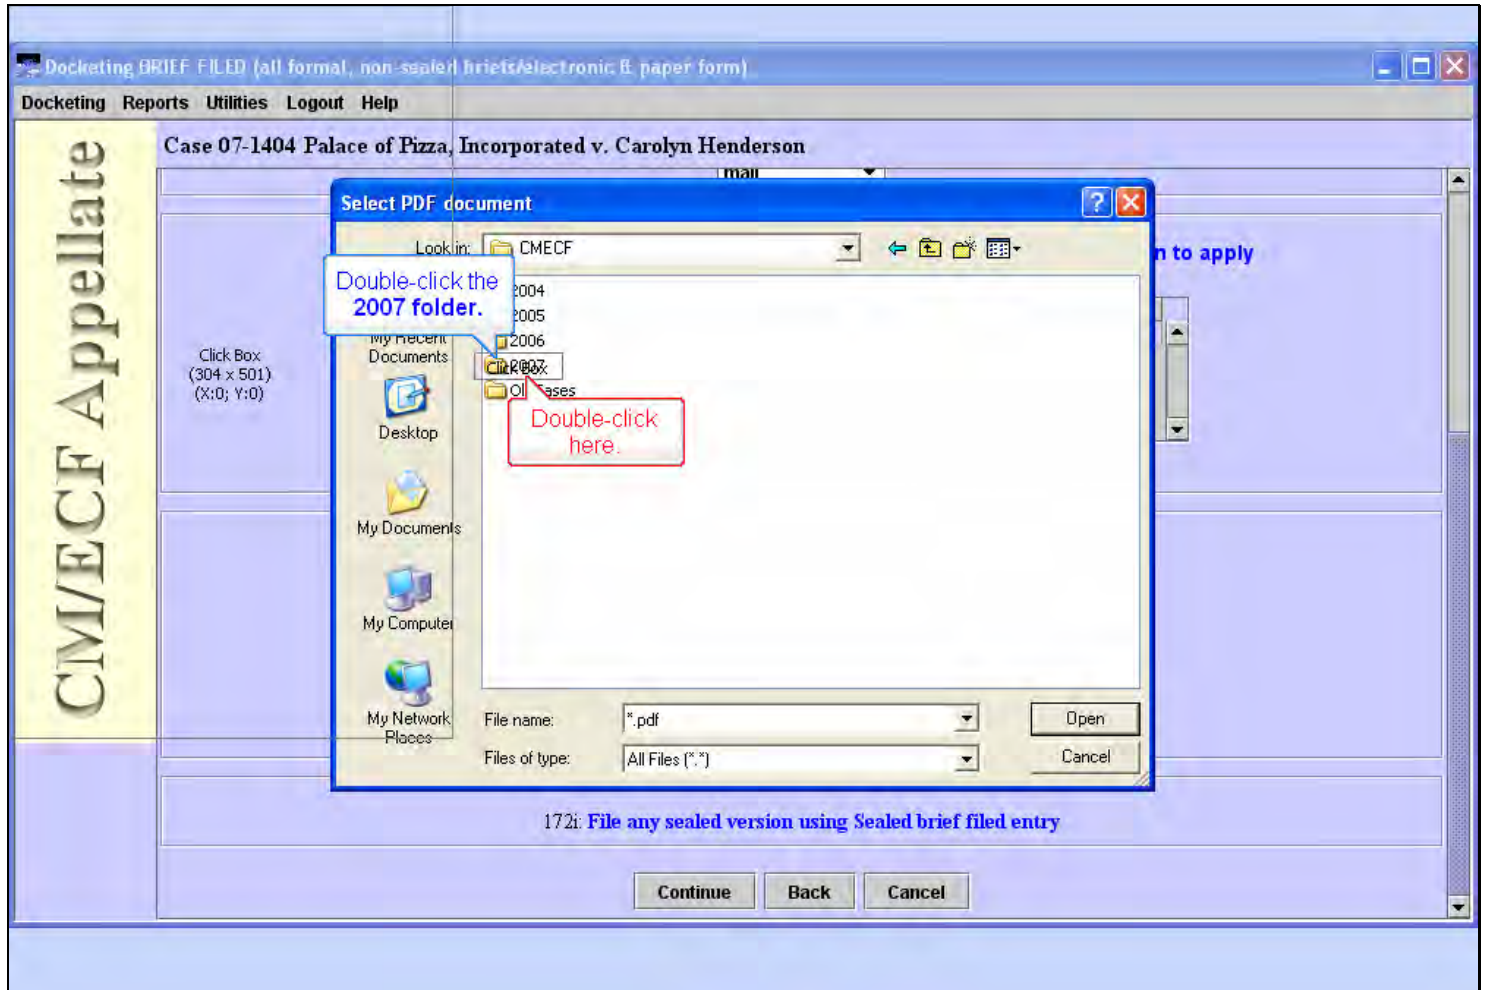 Docketing BRIEF FILED (all formal, non-sealed briefs/electronic & paper form)
Docketing Reports Utilities Logout Help
CM/ECF Appellate
Case 07-1404 Palace of Pizza, Incorporated v. Carolyn Henderson
mail
Select PDF document
Look in: CMECF
n to apply
Double-click the
2007 folder.
2004
2005
2006
2007
Click Box
Double-click
here.
My Recent
Documents
Desktop
My Documents
My Computer
My Network
Places
Click Box
(304 x 501)
(X:0; Y:0)
File name: *.pdf Open
Files of type: All Files (*.*) Cancel
172i: File any sealed version using Sealed brief filed entry
Continue Back Cancel